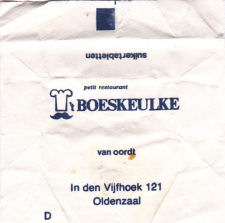 suikertabletten
petit restaurant
BOESKEULKE
van oordt
In den Vijfhoek 121
Oldenzaal
D